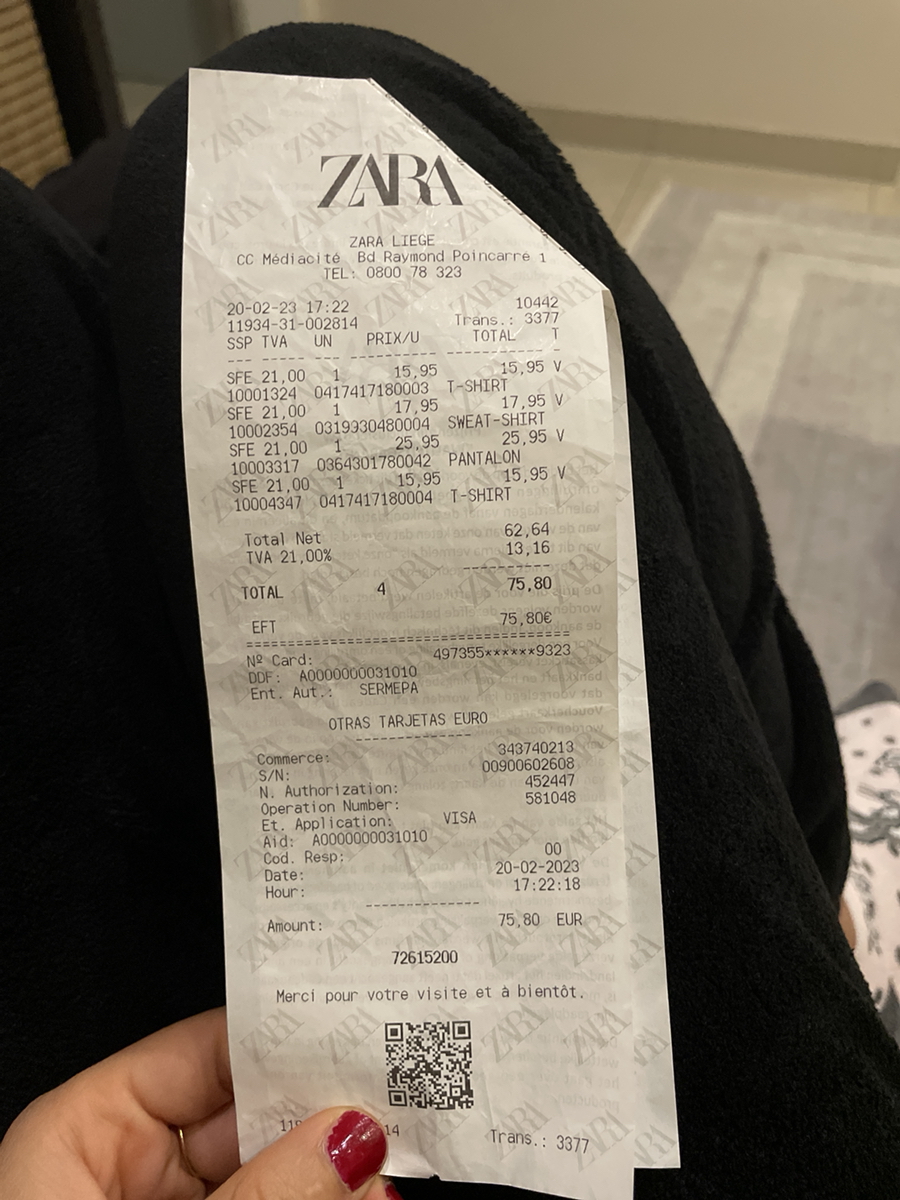 ZARA
ZARA LIEGE
CC Médiacité Bd Raymond Poincarré 1
TEL: 0800 78 323
20-02-23 17:22 10442
11934-31-002814 Trans.: 3377
SSP TVA UN PRIX/U TOTAL T
--- ----- --- ---------- ----------- -
SFE 21,00 1 15,95 15,95 V
10001324 0417417180003 T-SHIRT
SFE 21,00 1 17,95 17,95 V
10002354 0319930480004 SWEAT-SHIRT
SFE 21,00 1 25,95 25,95 V
10003317 0364301780042 PANTALON
SFE 21,00 1 15,95 15,95 V
10004347 0417417180004 T-SHIRT
Total Net 62,64
TVA 21,00% 13,16
----------
TOTAL 4 75,80
EFT 75,80€
========================================
Nº Card: 497355******9323
DDF: A0000000031010
Ent. Aut.: SERMEPA
OTRAS TARJETAS EURO
--------------
Commerce: 343740213
S/N: 00900602608
N. Authorization: 452447
Operation Number: 581048
Et. Application: VISA
Aid: A0000000031010
Cod. Resp: 00
Date: 20-02-2023
Hour: 17:22:18
--------------
Amount: 75,80 EUR
72615200
Merci pour votre visite et à bientôt.
14 Trans.: 3377